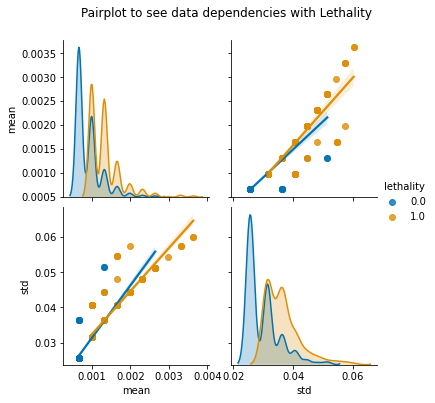 Pairplot to see data dependencies with Lethality
0.0035
0.0030
0.0025
0.0020
0.0015
0.0010
0.0005
mean
lethality
0.0
1.0
0.06
0.05
0.04
0.03
std
0.001 0.002 0.003 0.004
mean
0.02 0.04 0.06
std